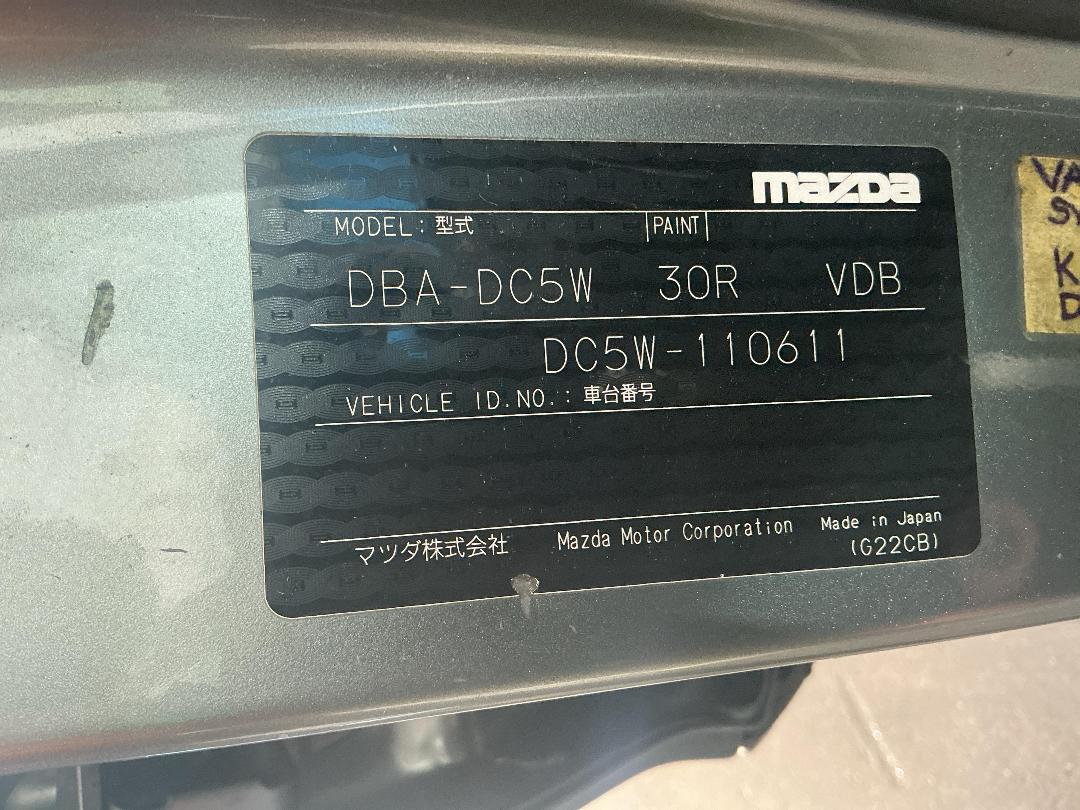 mazda
MODEL: 型式 PAINT
DBA-DC5W 30R VDB
DC5W-110611
VEHICLE ID.NO.: 車台番号
マツダ株式会社 Mazda Motor Corporation Made in Japan
(G22CB)
VA
K
D